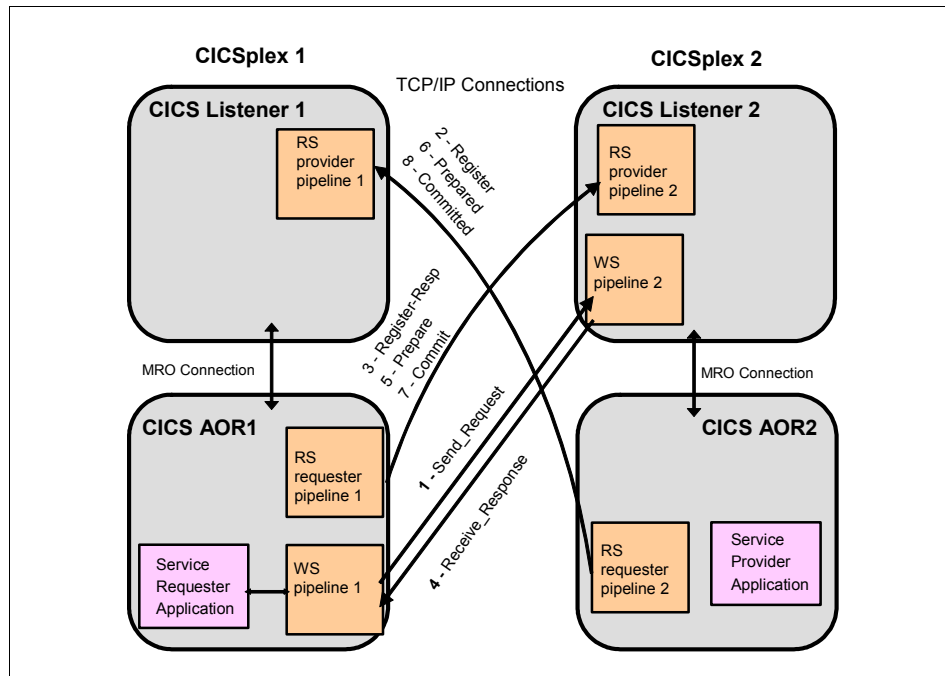 CICSplex 1
CICSplex 2
TCP/IP Connections
CICS Listener 1
CICS Listener 2
RS
provider
pipeline 1
2 - Register
6 - Prepared
8 - Committed
RS
provider
pipeline 2
WS
pipeline 2
3 - Register-Resp
5 - Prepare
7 - Commit
MRO Connection
MRO Connection
CICS AOR1
CICS AOR2
RS
requester
pipeline 1
1 - Send_Request
4 - Receive_Response
Service
Requester
Application
WS
pipeline 1
RS
requester
pipeline 2
Service
Provider
Application